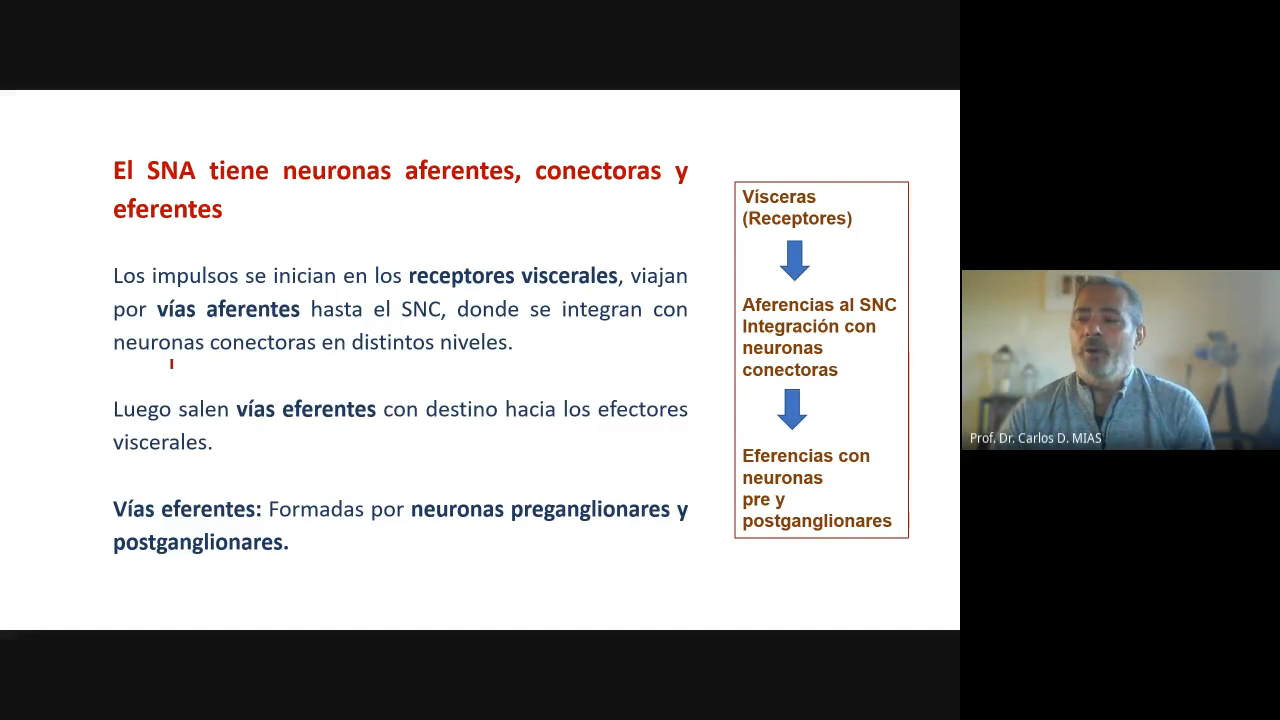 El SNA tiene neuronas aferentes, conectoras y
eferentes
Los impulsos se inician en los receptores viscerales, viajan
por vías aferentes hasta el SNC, donde se integran con
neuronas conectoras en distintos niveles.
Luego salen vías eferentes con destino hacia los efectores
viscerales.
Vías eferentes: Formadas por neuronas preganglionares y
postganglionares.
Vísceras
(Receptores)
Aferencias al SNC
Integración con
neuronas
conectoras
Eferencias con
neuronas
pre y
postganglionares
Prof. Dr. Carlos D. MIAS